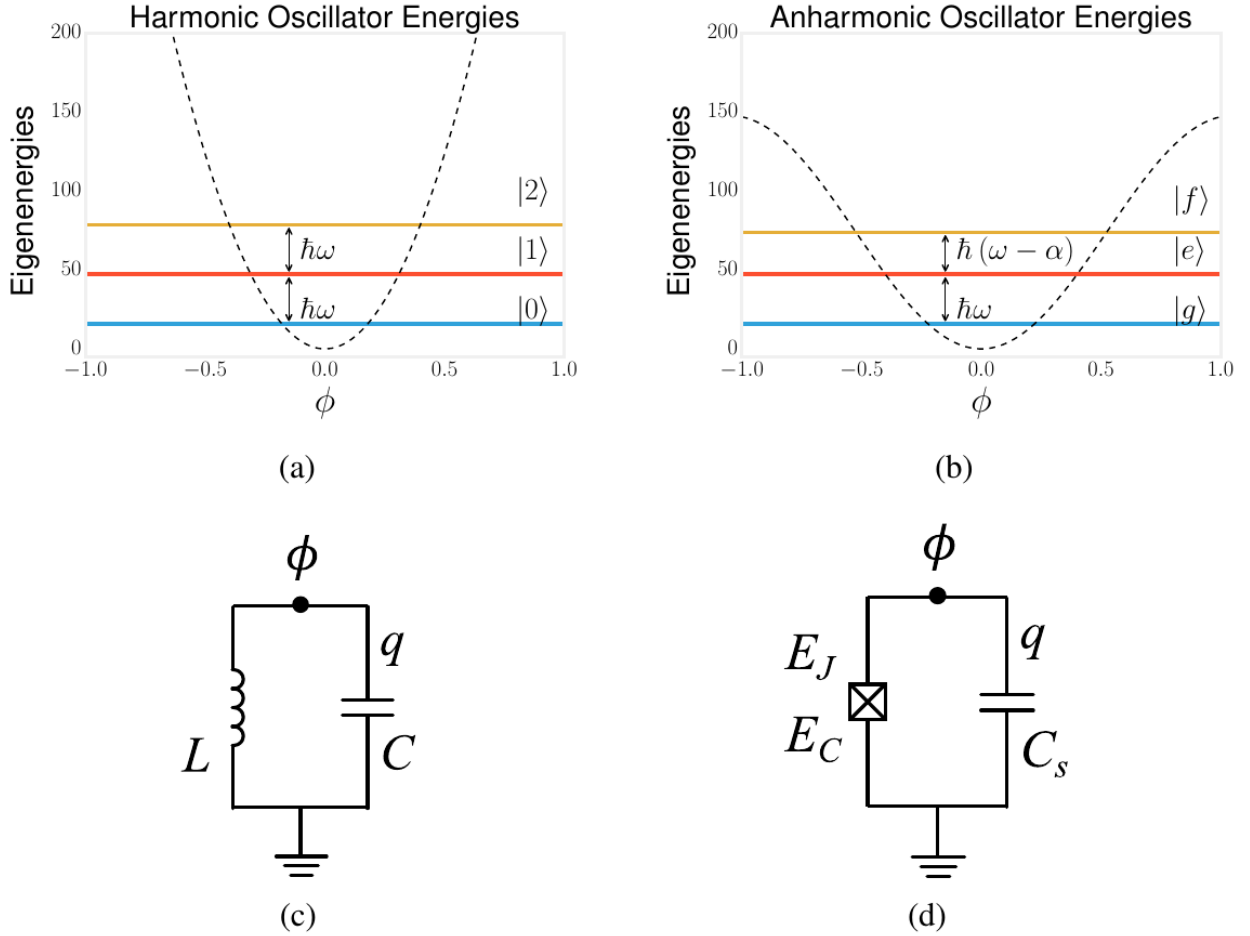 Harmonic Oscillator Energies
200
150
100
50
0
Eigenenergies
|2⟩
ħω
|1⟩
ħω
|0⟩
−1.0 −0.5 0.0 0.5 1.0
ϕ
(a)
Anharmonic Oscillator Energies
200
150
100
50
0
Eigenenergies
|f⟩
ħ (ω − α)
|e⟩
ħω
|g⟩
−1.0 −0.5 0.0 0.5 1.0
ϕ
(b)
ϕ
q
L
C
(c)
ϕ
E_J
q
E_C
C_s
(d)